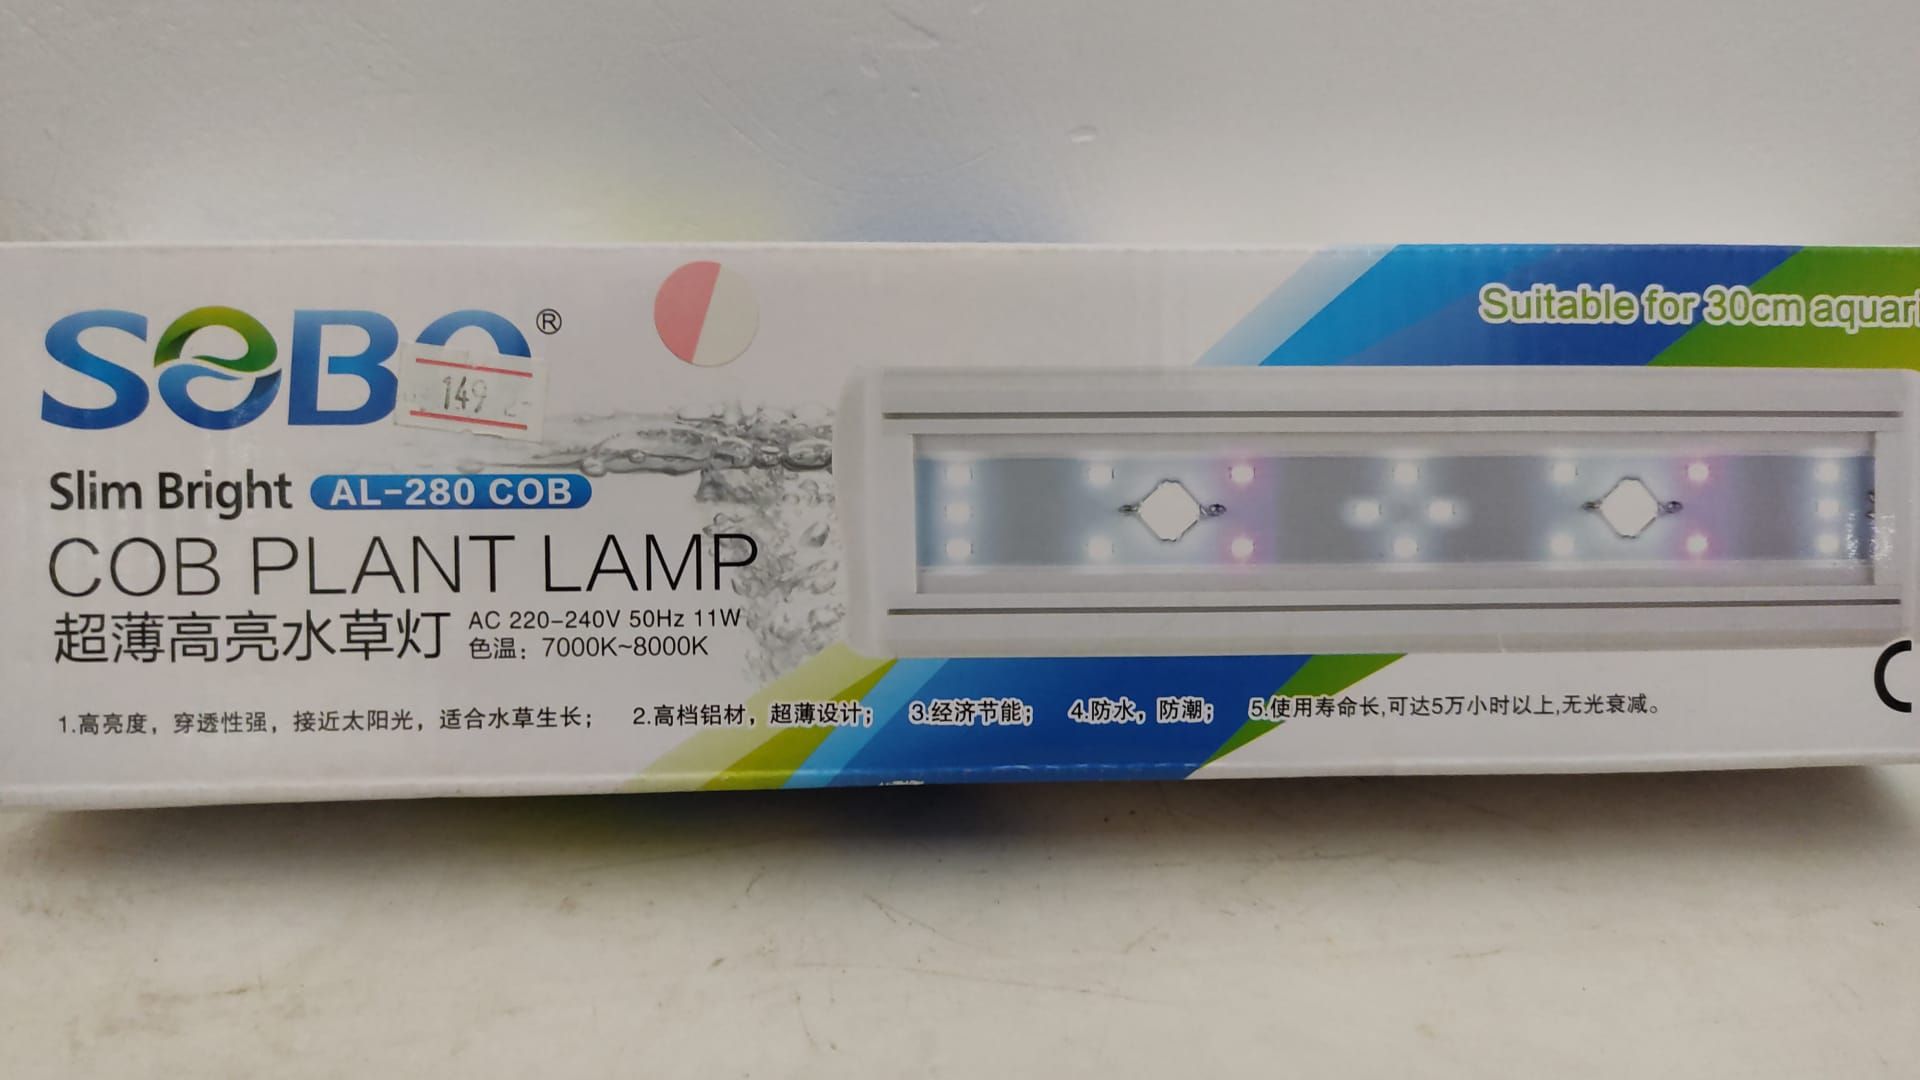 SOBO®
149
Suitable for 30cm
Slim Bright AL-280 COB
COB PLANT LAMP
超薄高亮水草灯
AC 220-240V 50Hz 11W
色温：7000K~8000K
1.高亮度，穿透性强，接近太阳光，适合水草生长； 2.高档铝材，超薄设计； 3.经济节能； 4.防水，防潮； 5.使用寿命长,可达5万小时以上,无光衰减。